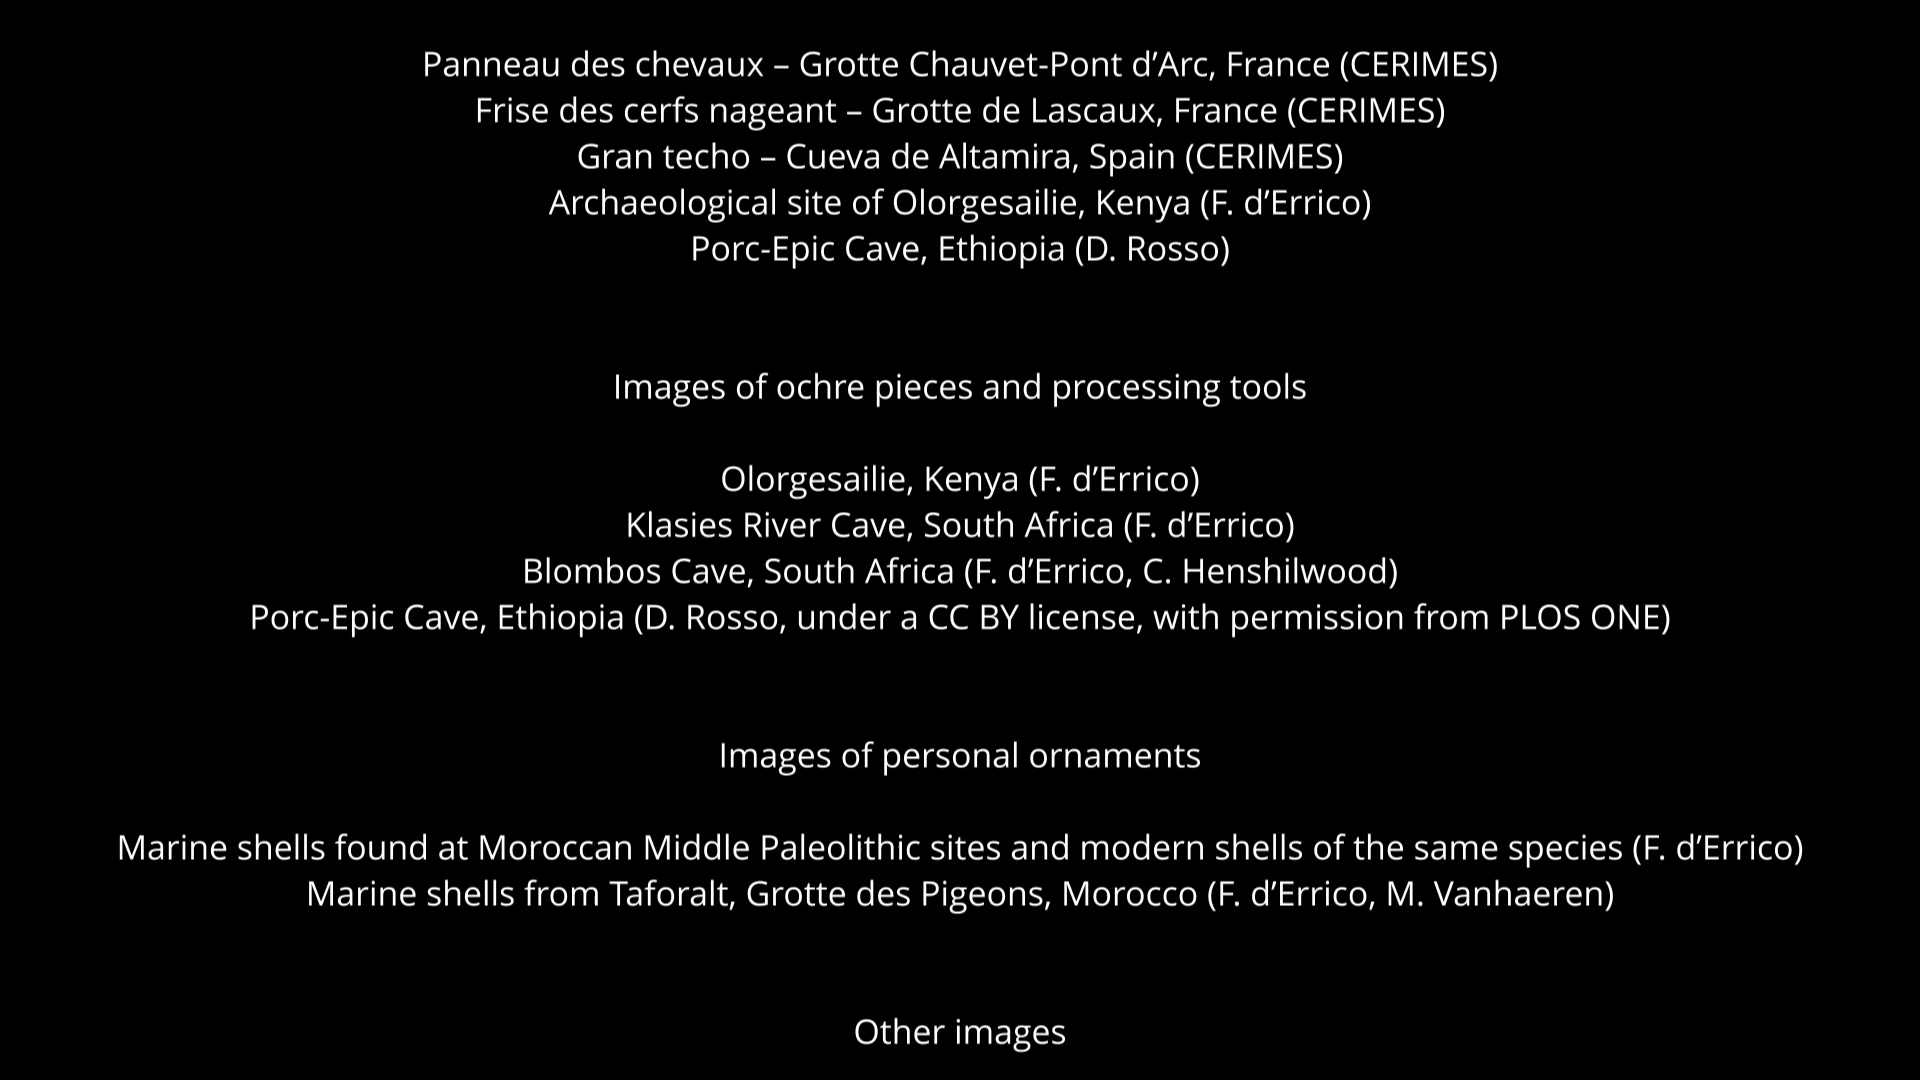 Panneau des chevaux – Grotte Chauvet-Pont d’Arc, France (CERIMES)
Frise des cerfs nageant – Grotte de Lascaux, France (CERIMES)
Gran techo – Cueva de Altamira, Spain (CERIMES)
Archaeological site of Olorgesailie, Kenya (F. d’Errico)
Porc-Epic Cave, Ethiopia (D. Rosso)
Images of ochre pieces and processing tools
Olorgesailie, Kenya (F. d’Errico)
Klasies River Cave, South Africa (F. d’Errico)
Blombos Cave, South Africa (F. d’Errico, C. Henshilwood)
Porc-Epic Cave, Ethiopia (D. Rosso, under a CC BY license, with permission from PLOS ONE)
Images of personal ornaments
Marine shells found at Moroccan Middle Paleolithic sites and modern shells of the same species (F. d’Errico)
Marine shells from Taforalt, Grotte des Pigeons, Morocco (F. d’Errico, M. Vanhaeren)
Other images